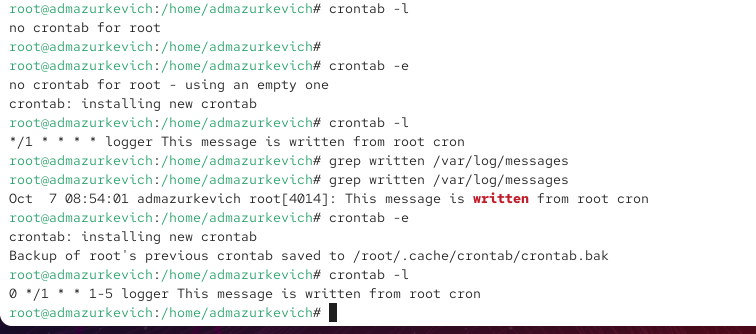 root@admazurkevich:/home/admazurkevich# crontab -l
no crontab for root
root@admazurkevich:/home/admazurkevich#
root@admazurkevich:/home/admazurkevich# crontab -e
no crontab for root - using an empty one
crontab: installing new crontab
root@admazurkevich:/home/admazurkevich# crontab -l
*/1 * * * * logger This message is written from root cron
root@admazurkevich:/home/admazurkevich# grep written /var/log/messages
root@admazurkevich:/home/admazurkevich# grep written /var/log/messages
Oct  7 08:54:01 admazurkevich root[4014]: This message is written from root cron
root@admazurkevich:/home/admazurkevich# crontab -e
crontab: installing new crontab
Backup of root's previous crontab saved to /root/.cache/crontab/crontab.bak
root@admazurkevich:/home/admazurkevich# crontab -l
0 */1 * * 1-5 logger This message is written from root cron
root@admazurkevich:/home/admazurkevich#